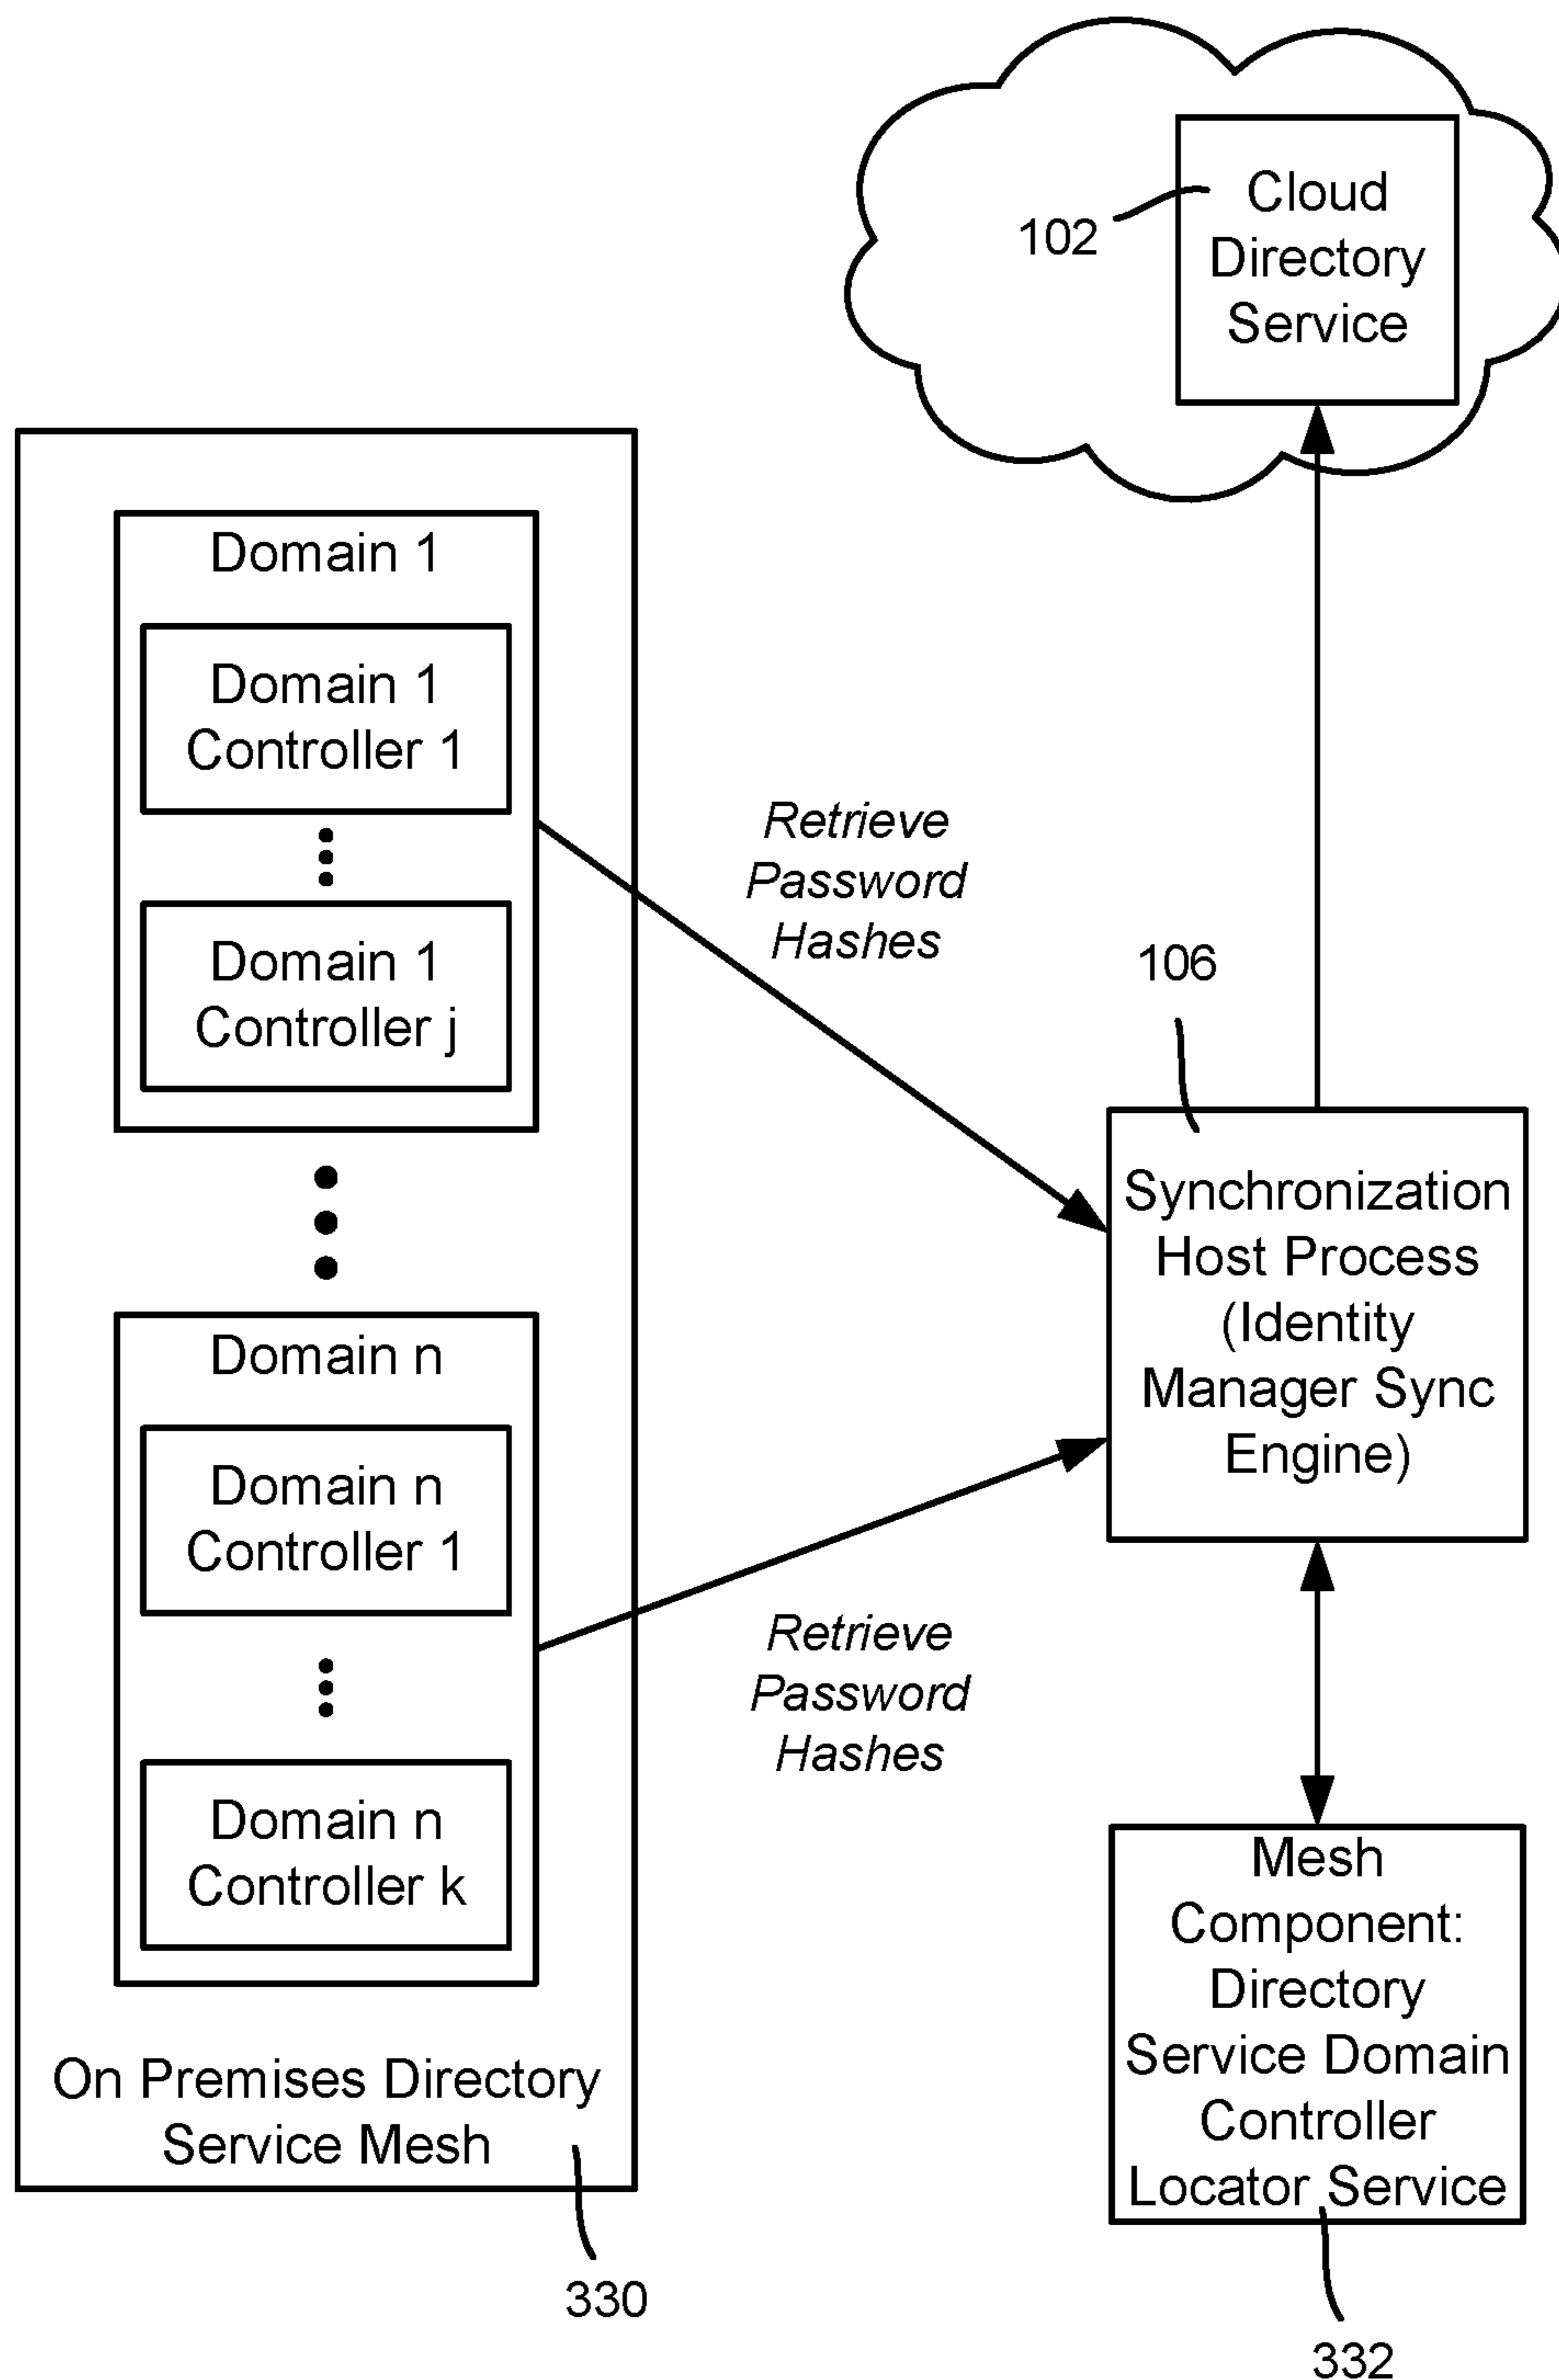 Cloud
Directory
Service
102
Domain 1
Domain 1
Controller 1
Domain 1
Controller j
Domain n
Domain n
Controller 1
Domain n
Controller k
On Premises Directory
Service Mesh
330
Retrieve
Password
Hashes
Retrieve
Password
Hashes
106
Synchronization
Host Process
(Identity
Manager Sync
Engine)
Mesh
Component:
Directory
Service Domain
Controller
Locator Service
332